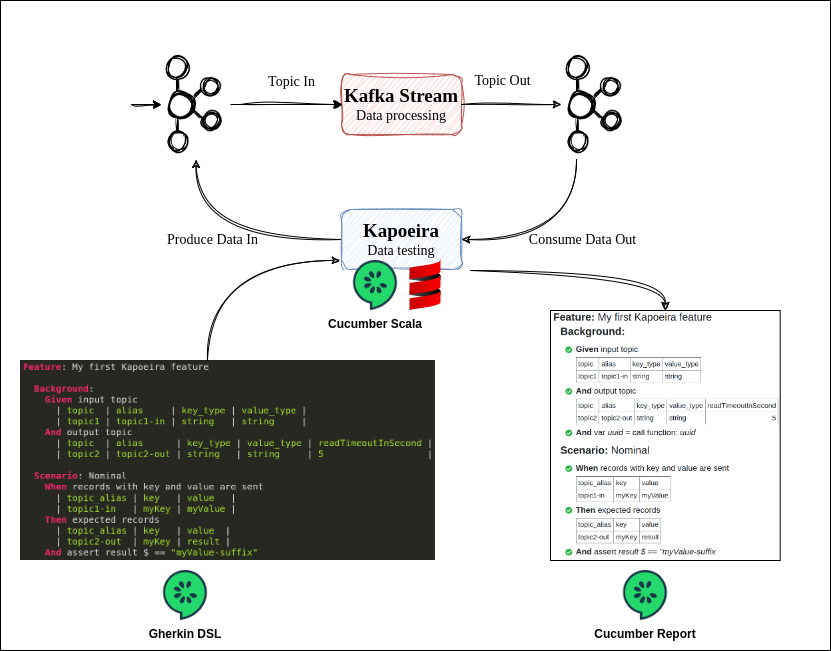 Topic In
Topic Out
Kafka Stream
Data processing
Produce Data In
Kapoeira
Data testing
Consume Data Out
Cucumber Scala
Feature: My first Kapoeira feature
Background:
Given input topic
| topic | alias | key_type | value_type |
| topic1 | topic1-in | string | string |
And output topic
| topic | alias | key_type | value_type | readTimeoutInSecond |
| topic2 | topic2-out | string | string | 5 |
Scenario: Nominal
When records with key and value are sent
| topic_alias | key | value |
| topic1-in | myKey | myValue |
Then expected records
| topic_alias | key | value |
| topic2-out | myKey | result |
And assert result $ == "myValue-suffix"
Gherkin DSL
Feature: My first Kapoeira feature
Background:
Given input topic
topic alias key_type value_type
topic1 topic1-in string string
And output topic
topic alias key_type value_type readTimeoutInSecond
topic2 topic2-out string string 5
And var uuid = call function: uuid
Scenario: Nominal
When records with key and value are sent
topic_alias key value
topic1-in myKey myValue
Then expected records
topic_alias key value
topic2-out myKey result
And assert result $ == "myValue-suffix
Cucumber Report